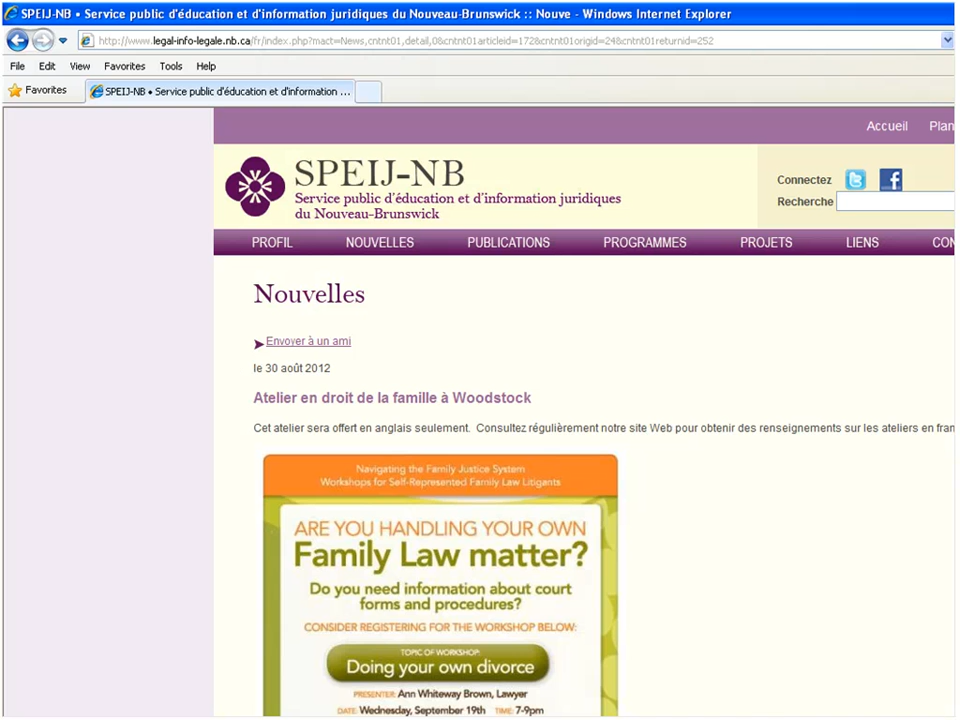 SPEIJ-NB • Service public d'éducation et d'information juridiques du Nouveau-Brunswick :: Nouve - Windows Internet Explorer
http://www.legal-info-legale.nb.ca/fr/index.php?mact=News,cntnt01,detail,0&cntnt01articleid=172&cntnt01origid=24&cntnt01returnid=252
File Edit View Favorites Tools Help
Favorites SPEIJ-NB • Service public d'éducation et d'information ...
Accueil Plan
SPEIJ-NB
Service public d'éducation et d'information juridiques
du Nouveau-Brunswick
Connectez
Recherche
PROFIL NOUVELLES PUBLICATIONS PROGRAMMES PROJETS LIENS CON
Nouvelles
Envoyer à un ami
le 30 août 2012
Atelier en droit de la famille à Woodstock
Cet atelier sera offert en anglais seulement. Consultez régulièrement notre site Web pour obtenir des renseignements sur les ateliers en fran
Navigating the Family Justice System
Workshops for Self-Represented Family Law Litigants
ARE YOU HANDLING YOUR OWN
Family Law matter?
Do you need information about court
forms and procedures?
CONSIDER REGISTERING FOR THE WORKSHOP BELOW:
TOPIC OF WORKSHOP:
Doing your own divorce
PRESENTER: Ann Whiteway Brown, Lawyer
DATE: Wednesday, September 19th TIME: 7-9pm